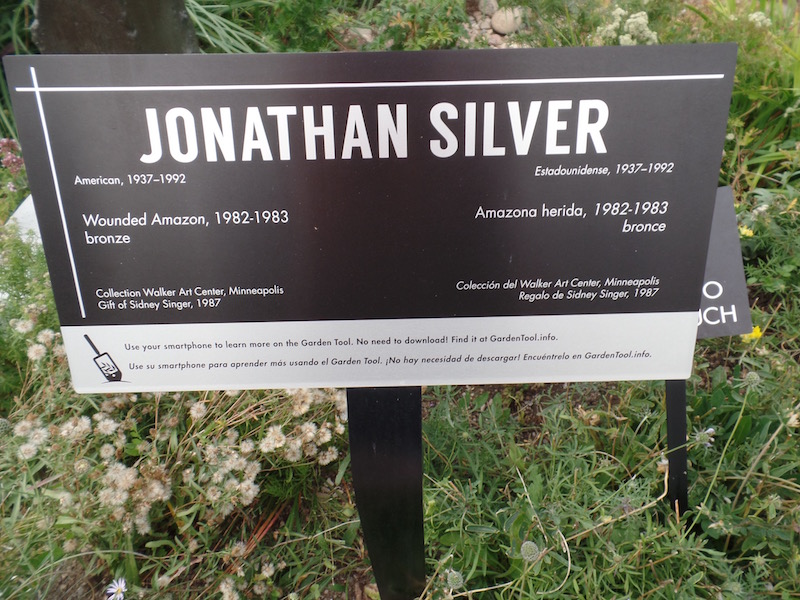 JONATHAN SILVER
American, 1937–1992
Estadounidense, 1937–1992
Wounded Amazon, 1982-1983
bronze
Amazona herida, 1982-1983
bronce
Collection Walker Art Center, Minneapolis
Gift of Sidney Singer, 1987
Colección del Walker Art Center, Minneapolis
Regalo de Sidney Singer, 1987
Use your smartphone to learn more on the Garden Tool. No need to download! Find it at GardenTool.info.
Use su smartphone para aprender más usando el Garden Tool. ¡No hay necesidad de descargar! Encuéntrelo en GardenTool.info.
O
UCH